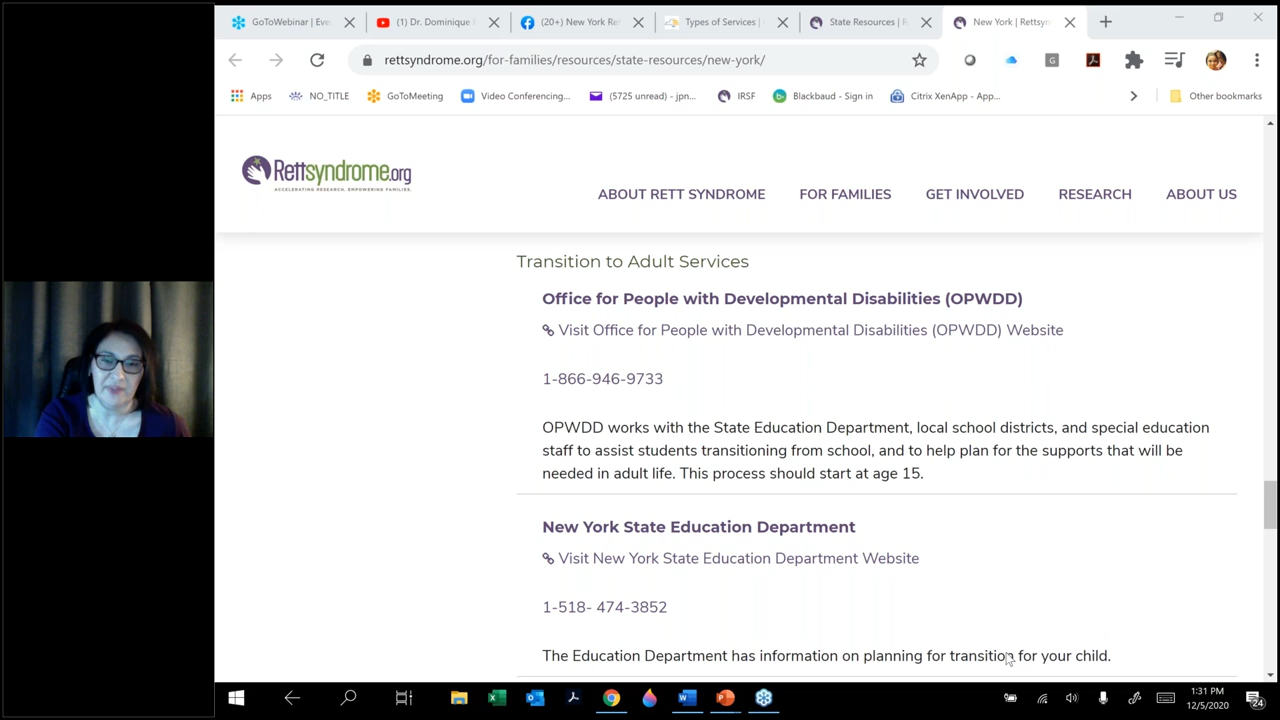 GoToWebinar | Eve
(1) Dr. Dominique
(20+) New York Re
Types of Services |
State Resources | R
New York | Rettsyn
rettsyndrome.org/for-families/resources/state-resources/new-york/
Apps
NO_TITLE
GoToMeeting
Video Conferencing...
(5725 unread) - jpn...
IRSF
Blackbaud - Sign in
Citrix XenApp - App...
Other bookmarks
Rettsyndrome.org
ACCELERATING RESEARCH. EMPOWERING FAMILIES.
ABOUT RETT SYNDROME
FOR FAMILIES
GET INVOLVED
RESEARCH
ABOUT US
Transition to Adult Services
Office for People with Developmental Disabilities (OPWDD)
Visit Office for People with Developmental Disabilities (OPWDD) Website
1-866-946-9733
OPWDD works with the State Education Department, local school districts, and special education
staff to assist students transitioning from school, and to help plan for the supports that will be
needed in adult life. This process should start at age 15.
New York State Education Department
Visit New York State Education Department Website
1-518- 474-3852
The Education Department has information on planning for transition for your child.
1:31 PM
12/5/2020
24